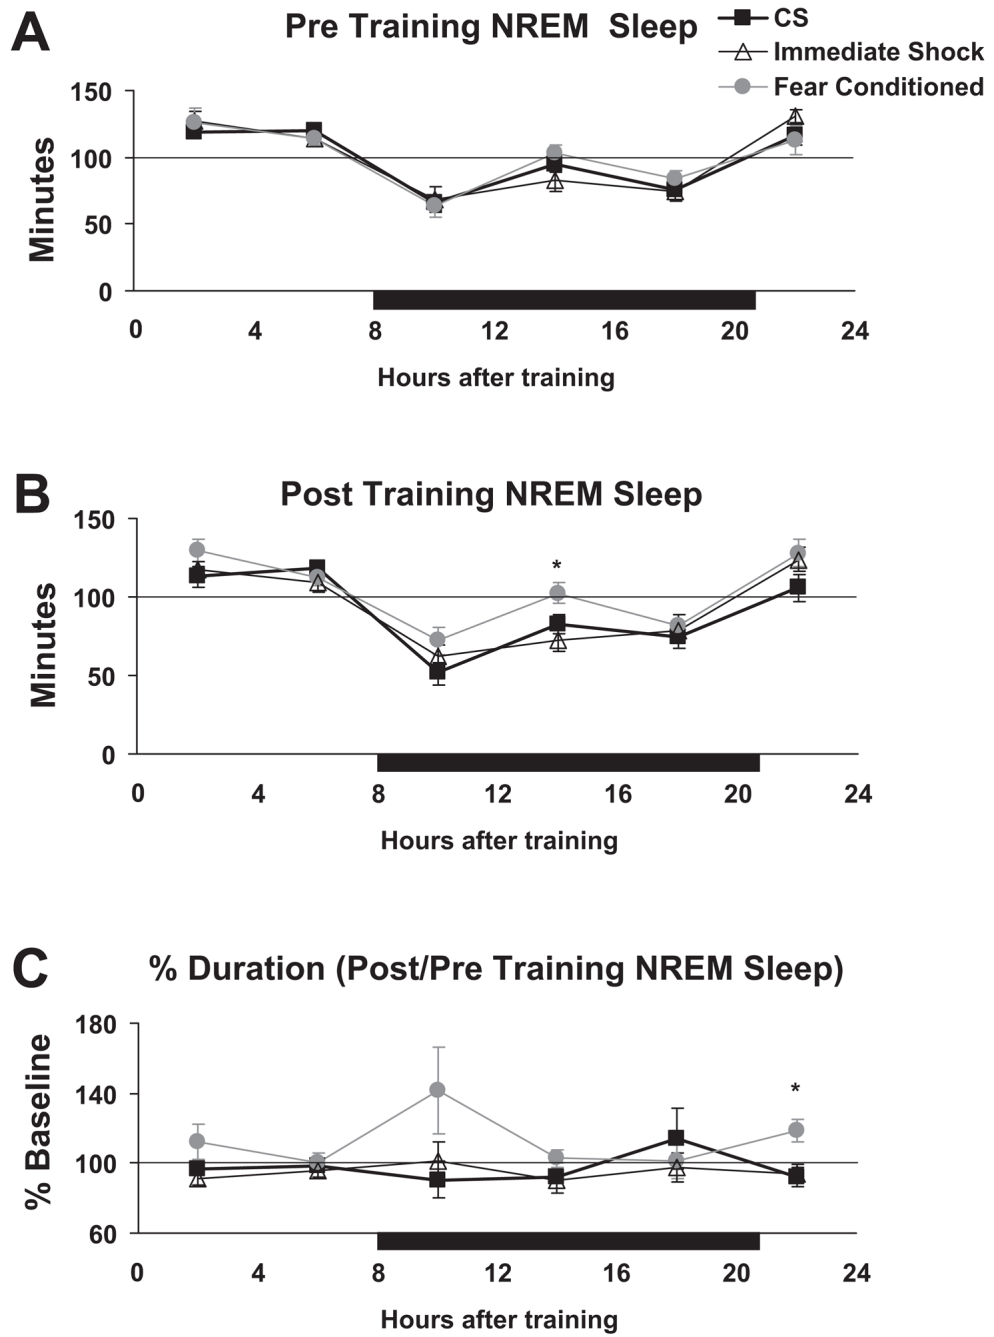 A
Pre Training NREM Sleep
CS
Immediate Shock
Fear Conditioned
150
100
50
0
Minutes
0 4 8 12 16 20 24
Hours after training
B
Post Training NREM Sleep
150
100
50
0
Minutes
*
0 4 8 12 16 20 24
Hours after training
C
% Duration (Post/Pre Training NREM Sleep)
180
140
100
60
% Baseline
*
0 4 8 12 16 20 24
Hours after training